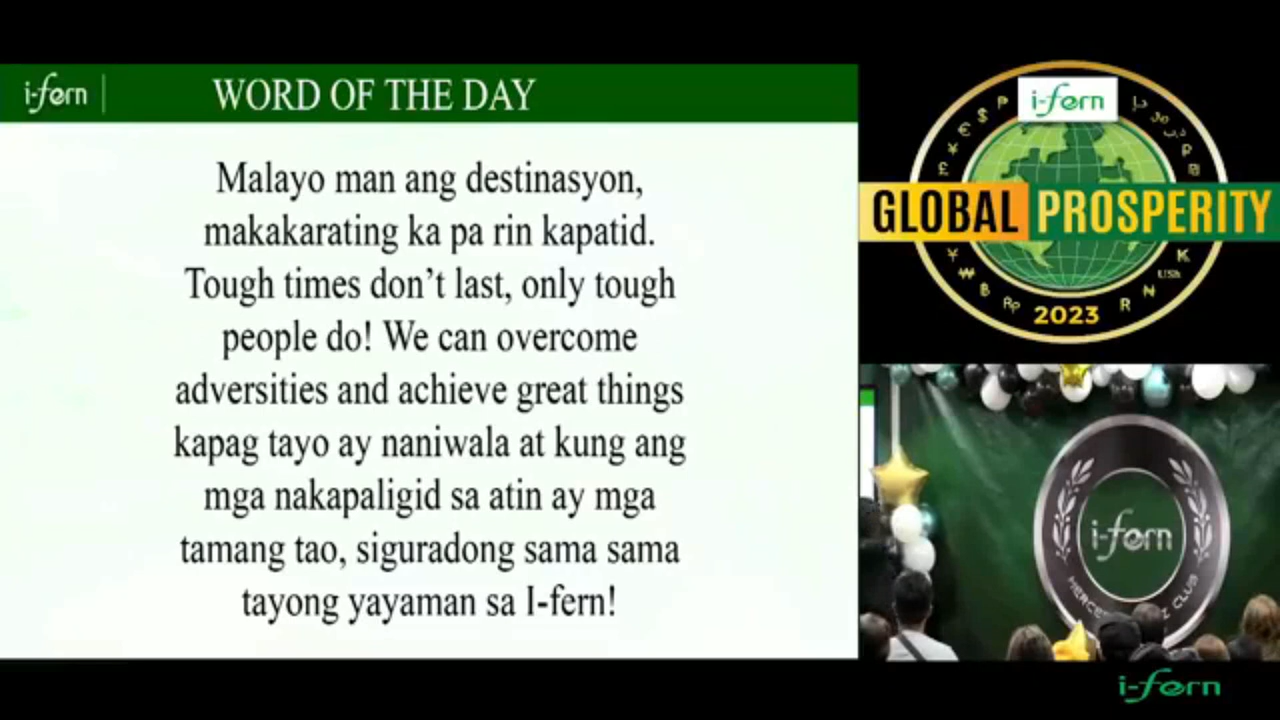 i-fern
WORD OF THE DAY
Malayo man ang destinasyon,
makakarating ka pa rin kapatid.
Tough times don’t last, only tough
people do! We can overcome
adversities and achieve great things
kapag tayo ay naniwala at kung ang
mga nakapaligid sa atin ay mga
tamang tao, siguradong sama sama
tayong yayaman sa I-fern!
i-fern
GLOBAL PROSPERITY
2023
i-fern
CLUB
i-fern